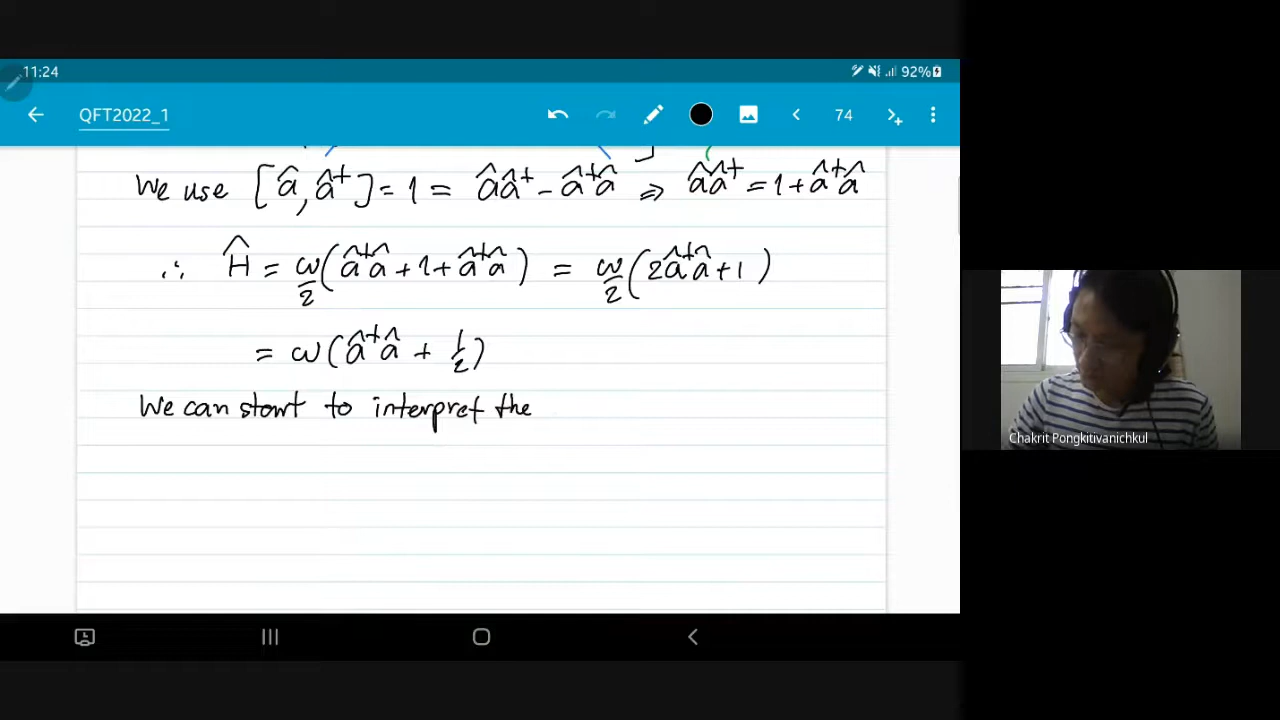 11:24
92%
QFT2022_1
74
We use [â, â†] = 1 = ââ† - â†â ⇒ ââ† = 1 + â†â
∴ Ĥ = ω/2 (â†â + 1 + â†â) = ω/2 (2â†â + 1)
= ω (â†â + 1/2)
We can start to interpret the
Chakrit Pongkitivanichkul